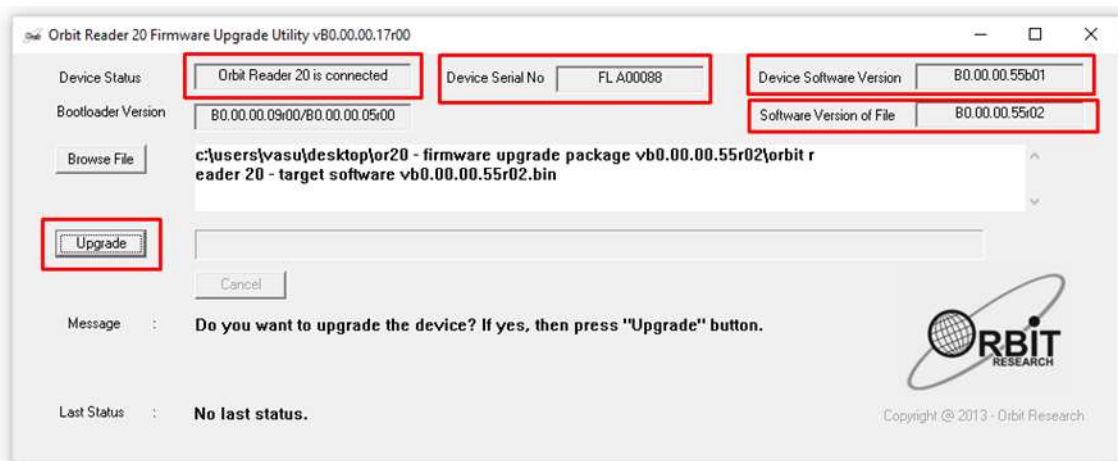 Orbit Reader 20 Firmware Upgrade Utility vB0.00.00.17r00
Device Status Orbit Reader 20 is connected Device Serial No FL A00088 Device Software Version B0.00.00.55b01
Bootloader Version B0.00.00.09r00/B0.00.00.05r00 Software Version of File B0.00.00.55r02
Browse File c:\users\vasu\desktop\or20 - firmware upgrade package vb0.00.00.55r02\orbit r
eader 20 - target software vb0.00.00.55r02.bin
Upgrade
Cancel
Message : Do you want to upgrade the device? If yes, then press "Upgrade" button.
ORBIT
RESEARCH
Last Status : No last status.
Copyright @ 2013 - Orbit Research